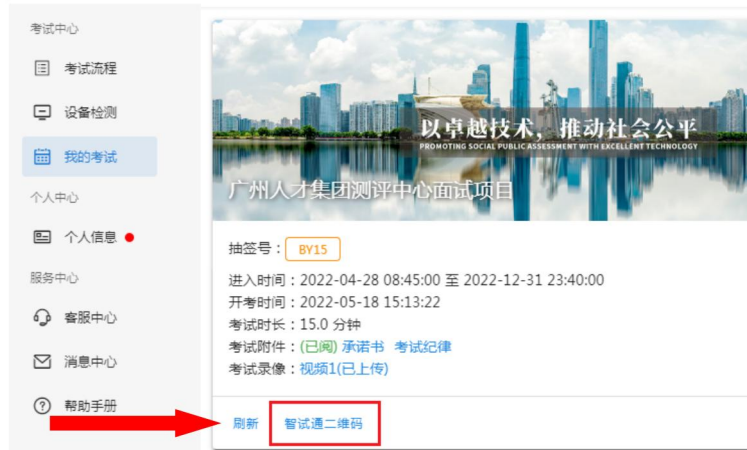 考试中心
考试流程
设备检测
我的考试
个人中心
个人信息
服务中心
客服中心
消息中心
帮助手册
以卓越技术，推动社会公平
PROMOTING SOCIAL PUBLIC ASSESSMENT WITH EXCELLENT TECHNOLOGY
广州人才集团测评中心面试项目
抽签号：BY15
进入时间：2022-04-28 08:45:00 至 2022-12-31 23:40:00
开考时间：2022-05-18 15:13:22
考试时长：15.0 分钟
考试附件：(已阅) 承诺书 考试纪律
考试录像：视频1(已上传)
刷新 智试通二维码